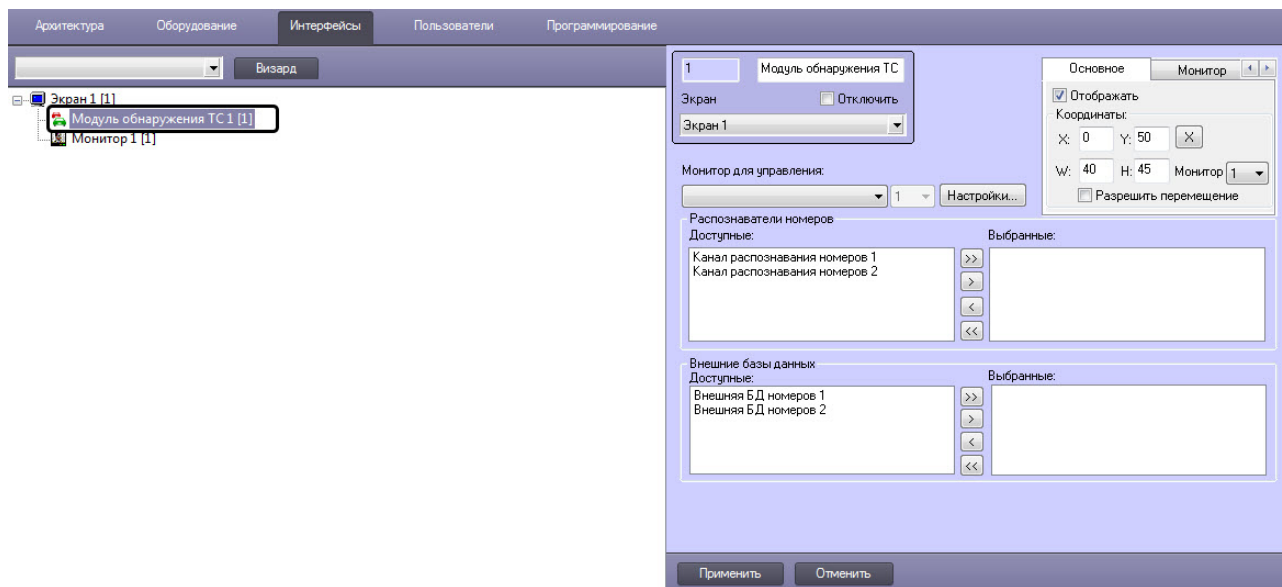 Архитектура Оборудование Интерфейсы Пользователи Программирование
Визард
Экран 1 [1]
Модуль обнаружения ТС 1 [1]
Монитор 1 [1]
1 Модуль обнаружения ТС
Экран Отключить
Экран 1
Основное Монитор
Отображать
Координаты:
X: 0 Y: 50 X
W: 40 H: 45 Монитор 1
Разрешить перемещение
Монитор для управления:
1 Настройки...
Распознаватели номеров
Доступные: Выбранные:
Канал распознавания номеров 1
Канал распознавания номеров 2
>>
>
<
<<
Внешние базы данных
Доступные: Выбранные:
Внешняя БД номеров 1
Внешняя БД номеров 2
>>
>
<
<<
Применить Отменить